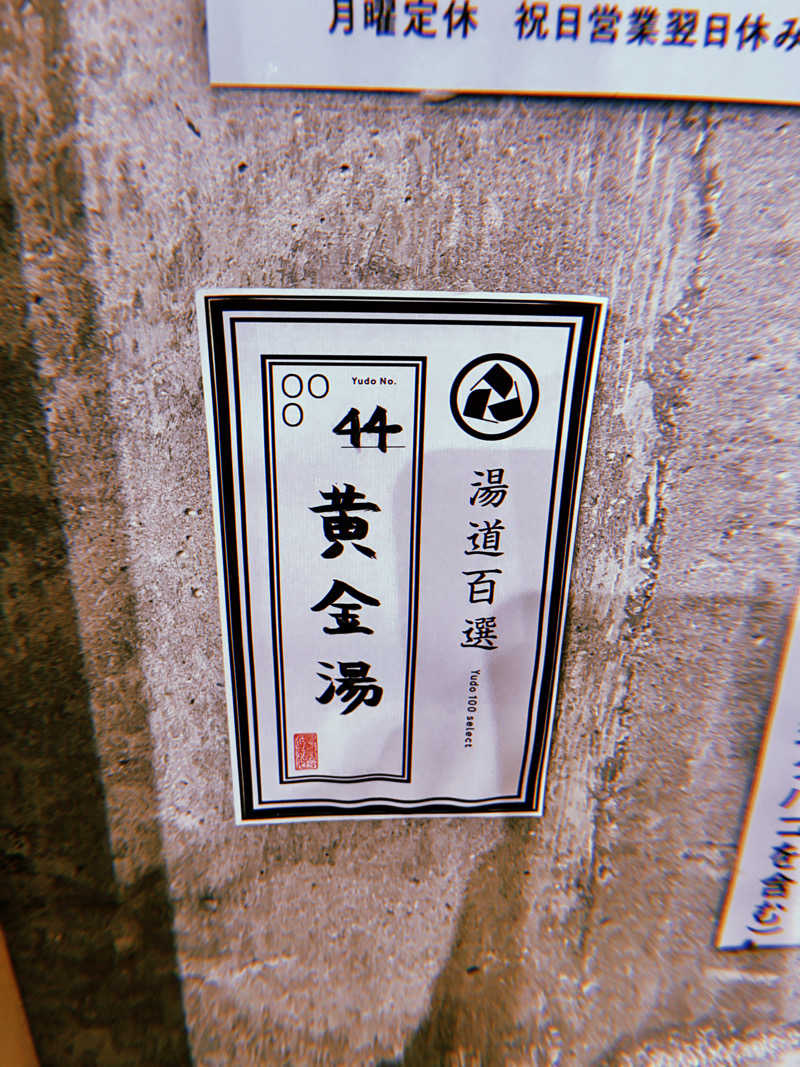 月曜定休 祝日営業翌日休み
湯道百選
Yudo 100 select
Yudo No.
44
黄金湯
を含む)